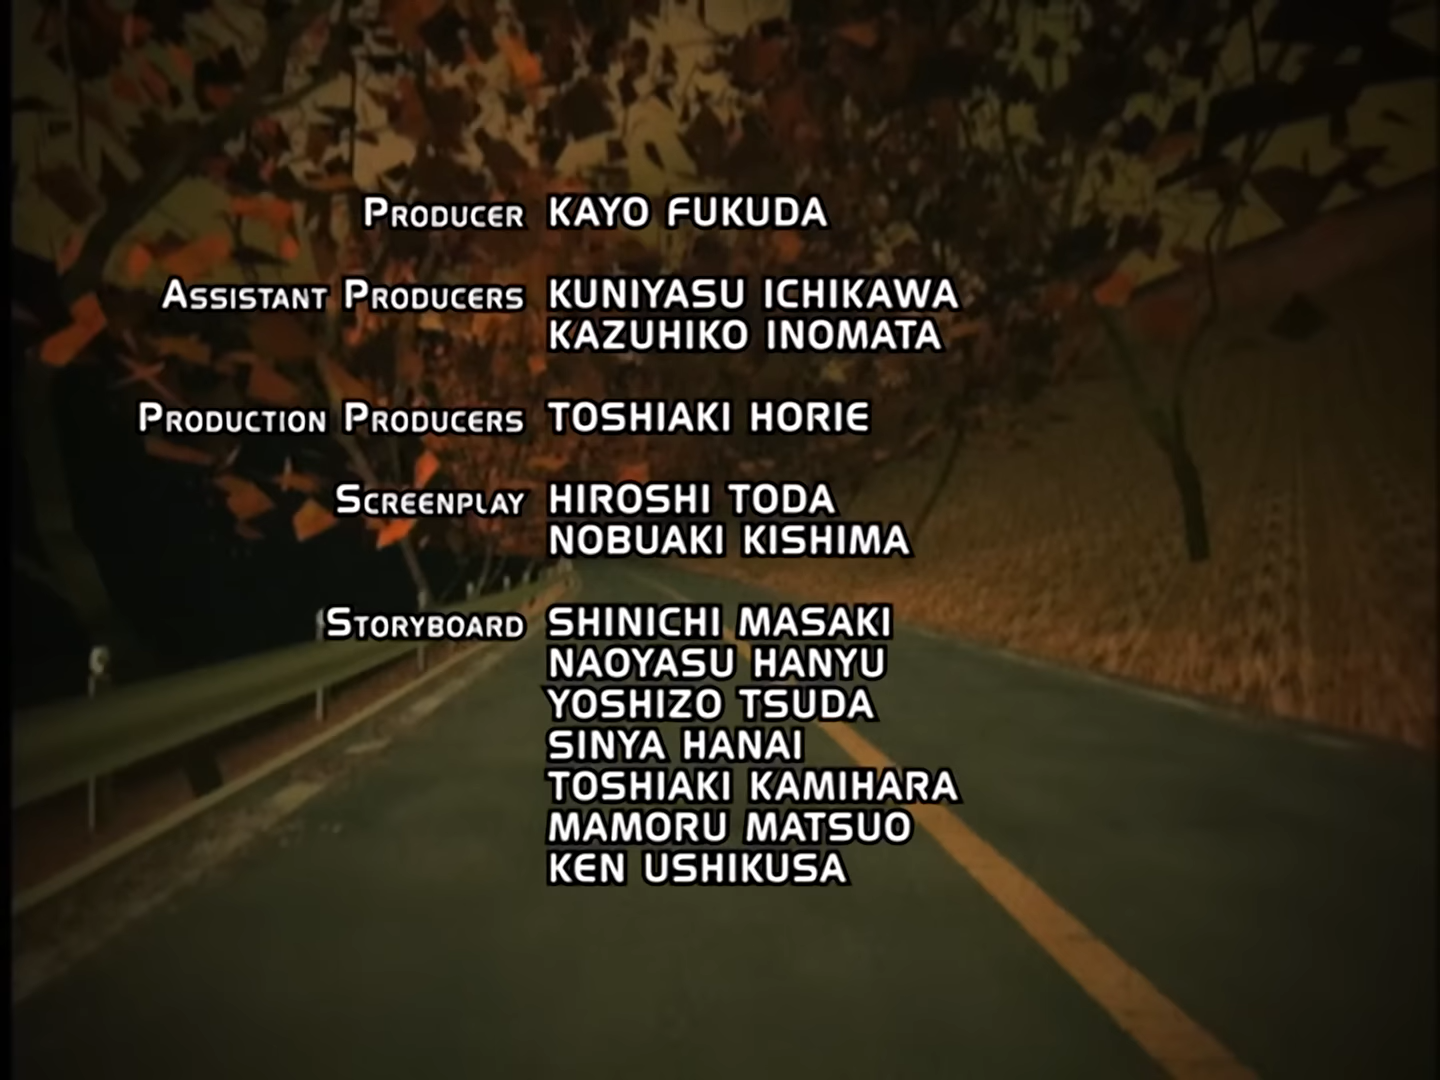 Producer KAYO FUKUDA
Assistant Producers KUNIYASU ICHIKAWA
KAZUHIKO INOMATA
Production Producers TOSHIAKI HORIE
Screenplay HIROSHI TODA
NOBUAKI KISHIMA
Storyboard SHINICHI MASAKI
NAOYASU HANYU
YOSHIZO TSUDA
SINYA HANAI
TOSHIAKI KAMIHARA
MAMORU MATSUO
KEN USHIKUSA